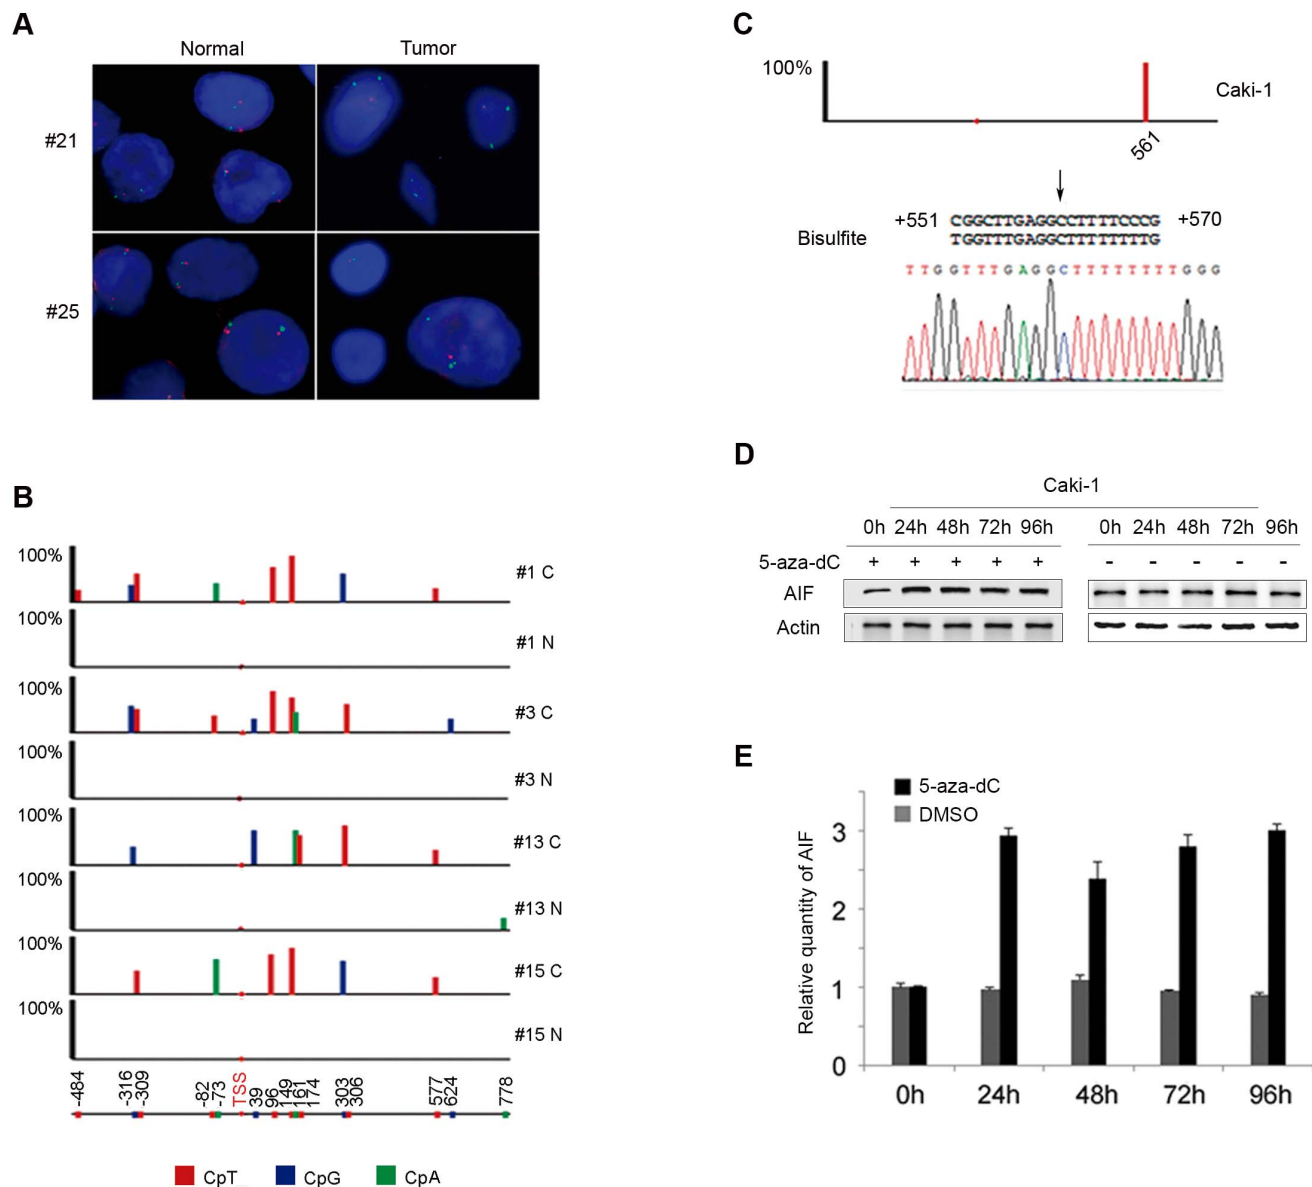 A
Normal
Tumor
#21
#25
B
100%
#1 C
100%
#1 N
100%
#3 C
100%
#3 N
100%
#13 C
100%
#13 N
100%
#15 C
100%
#15 N
-484
-316
-309
-82
-73
TSS
39
96
149
161
174
303
306
577
624
778
CpT
CpG
CpA
C
100%
Caki-1
561
+551
CGGCTTGAGGCCTTTTCCCG
+570
Bisulfite
TGGTTTGAGGCTTTTTTTTG
T T G G T T T G A G G C T T T T T T T T G G G
D
Caki-1
0h 24h 48h 72h 96h
0h 24h 48h 72h 96h
5-aza-dC + + + + +
- - - - -
AIF
Actin
E
5-aza-dC
DMSO
Relative quantity of AIF
3
2
1
0
0h 24h 48h 72h 96h